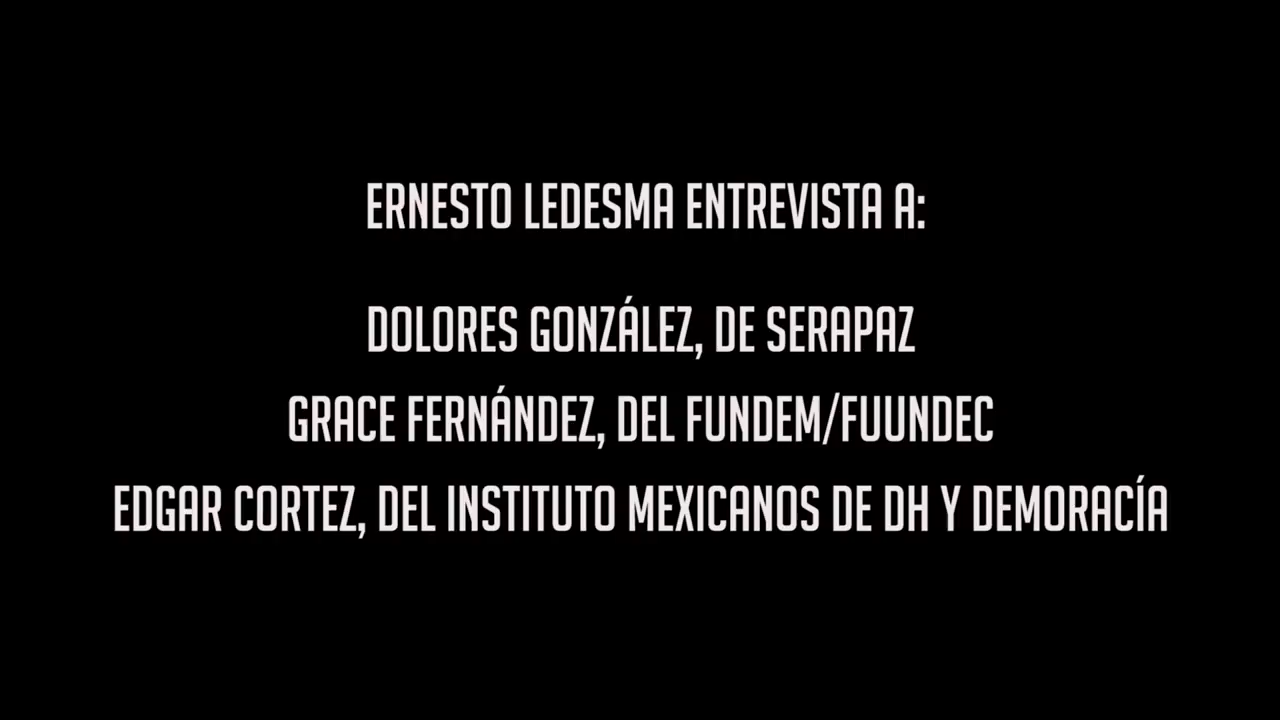 ERNESTO LEDESMA ENTREVISTA A:
DOLORES GONZÁLEZ, DE SERAPAZ
GRACE FERNÁNDEZ, DEL FUNDEM/FUUNDEC
EDGAR CORTEZ, DEL INSTITUTO MEXICANOS DE DH Y DEMORACÍA